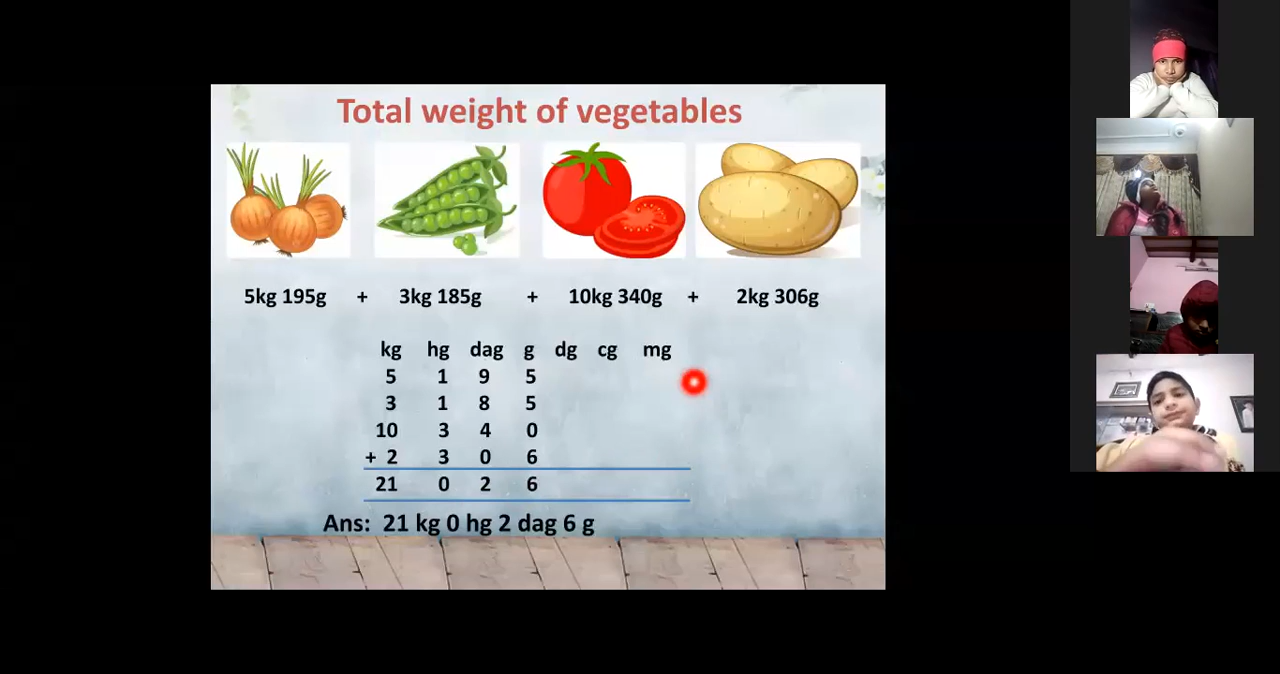 Total weight of vegetables
5kg 195g + 3kg 185g + 10kg 340g + 2kg 306g
kg hg dag g dg cg mg
5 1 9 5
3 1 8 5
10 3 4 0
+ 2 3 0 6
21 0 2 6
Ans: 21 kg 0 hg 2 dag 6 g